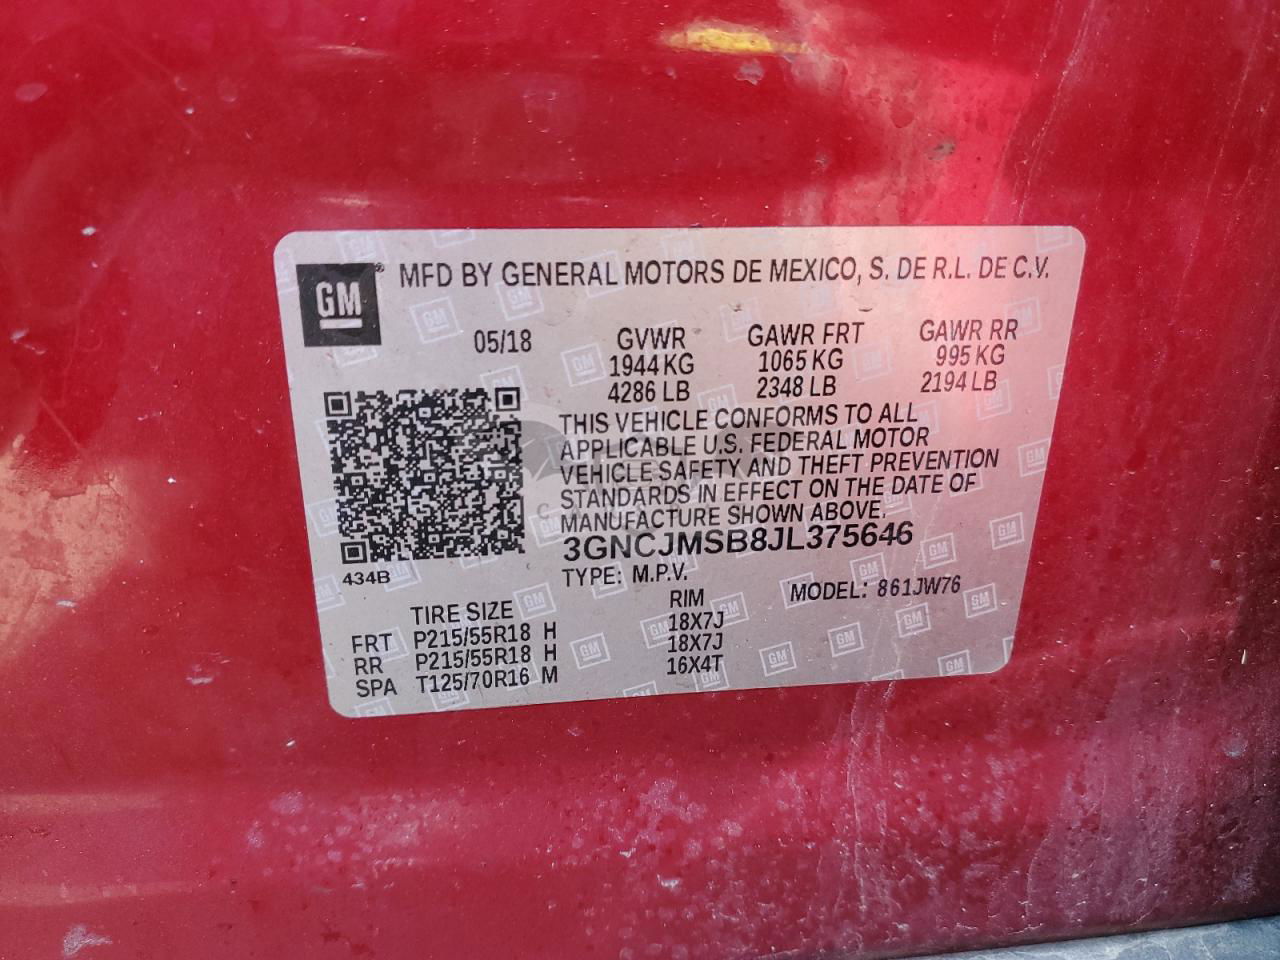 GM® MFD BY GENERAL MOTORS DE MEXICO, S. DE R.L. DE C.V.
05/18 GVWR GAWR FRT GAWR RR
1944 KG 1065 KG 995 KG
4286 LB 2348 LB 2194 LB
THIS VEHICLE CONFORMS TO ALL
APPLICABLE U.S. FEDERAL MOTOR
VEHICLE SAFETY AND THEFT PREVENTION
STANDARDS IN EFFECT ON THE DATE OF
MANUFACTURE SHOWN ABOVE.
3GNCJMSB8JL375646
434B TYPE: M.P.V. MODEL: 861JW76
TIRE SIZE RIM
FRT P215/55R18 H 18X7J
RR P215/55R18 H 18X7J
SPA T125/70R16 M 16X4T